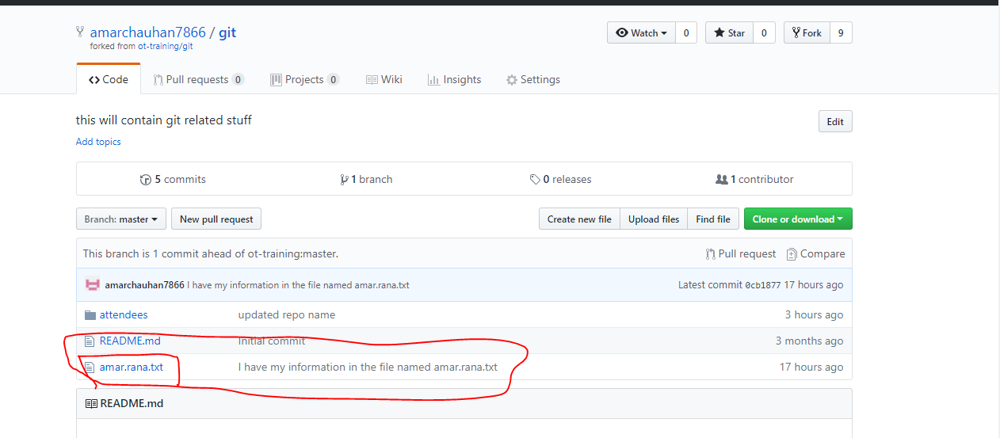 amarchauhan7866 / git
forked from ot-training/git
Watch 0 Star 0 Fork 9
Code Pull requests 0 Projects 0 Wiki Insights Settings
this will contain git related stuff
Edit
Add topics
5 commits 1 branch 0 releases 1 contributor
Branch: master New pull request Create new file Upload files Find file Clone or download
This branch is 1 commit ahead of ot-training:master. Pull request Compare
amarchauhan7866 I have my information in the file named amar.rana.txt Latest commit 0cb1877 17 hours ago
attendees updated repo name 3 hours ago
README.md Initial commit 3 months ago
amar.rana.txt I have my information in the file named amar.rana.txt 17 hours ago
README.md